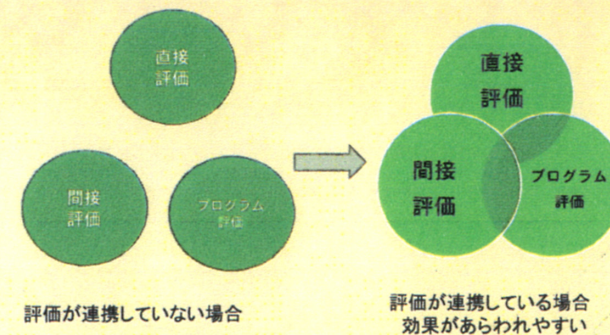 直接
評価
間接
評価
プログラム
評価
評価が連携していない場合
直接
評価
間接
評価
プログラム
評価
評価が連携している場合
効果があらわれやすい